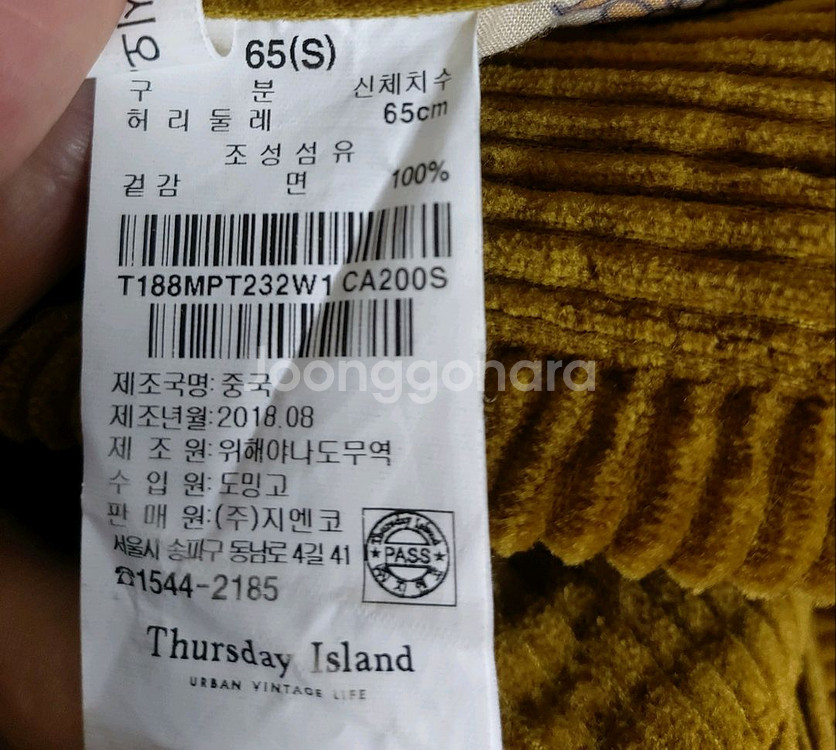 65(S)
구 분 신체치수
허리둘레 65cm
조성섬유
겉감 면 100%
T188MPT232W1 CA200S
제조국명: 중국
제조년월: 2018.08
제 조 원: 위해야나도무역
수 입 원: 도밍고
판 매 원: (주)지엔코
서울시 송파구 동남로 4길 41
☎1544-2185
Thursday Island
PASS
Thursday Island
URBAN VINTAGE LIFE
joonggonara